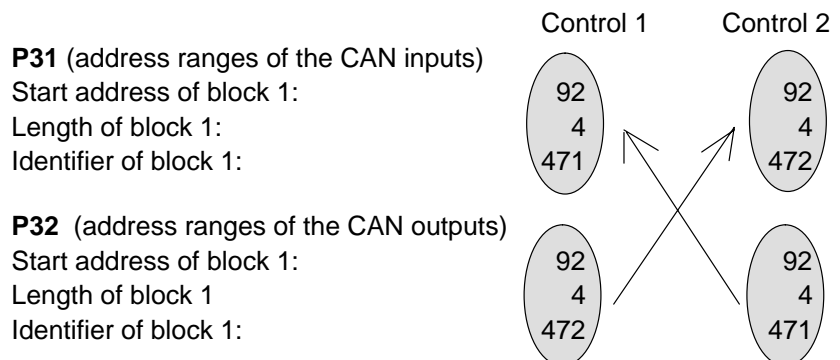 Control 1 Control 2
P31 (address ranges of the CAN inputs)
Start address of block 1: 92 92
Length of block 1: 4 4
Identifier of block 1: 471 472
P32 (address ranges of the CAN outputs)
Start address of block 1: 92 92
Length of block 1 4 4
Identifier of block 1: 472 471